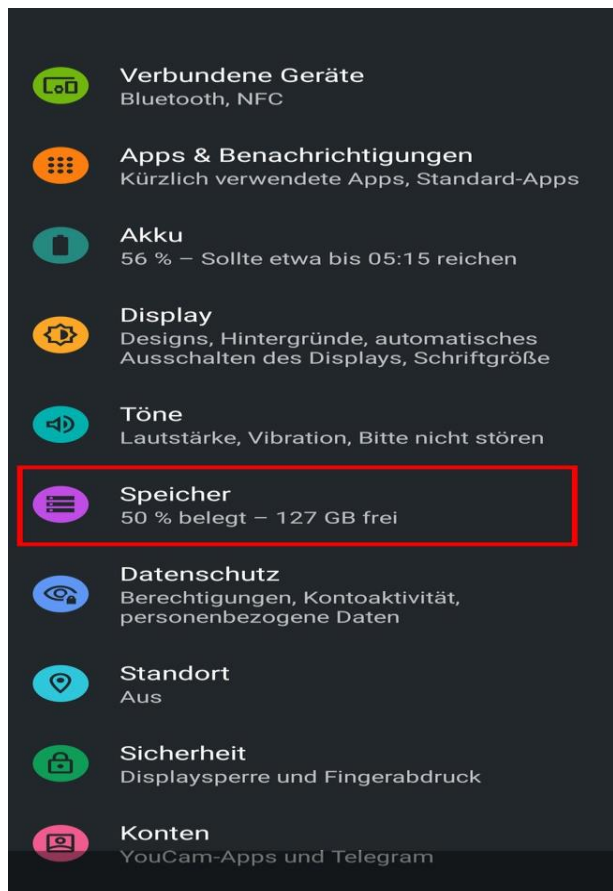 Verbundene Geräte
Bluetooth, NFC
Apps & Benachrichtigungen
Kürzlich verwendete Apps, Standard-Apps
Akku
56 % – Sollte etwa bis 05:15 reichen
Display
Designs, Hintergründe, automatisches
Ausschalten des Displays, Schriftgröße
Töne
Lautstärke, Vibration, Bitte nicht stören
Speicher
50 % belegt – 127 GB frei
Datenschutz
Berechtigungen, Kontoaktivität,
personenbezogene Daten
Standort
Aus
Sicherheit
Displaysperre und Fingerabdruck
Konten
YouCam-Apps und Telegram